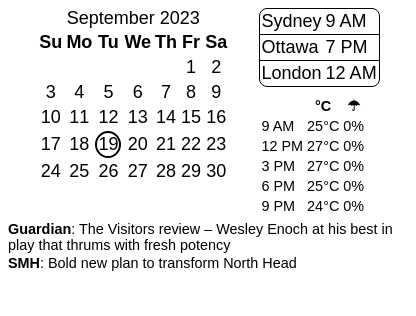 September 2023
Su Mo Tu We Th Fr Sa
1 2
3 4 5 6 7 8 9
10 11 12 13 14 15 16
17 18 19 20 21 22 23
24 25 26 27 28 29 30
Sydney 9 AM
Ottawa 7 PM
London 12 AM
°C ☂
9 AM 25°C 0%
12 PM 27°C 0%
3 PM 27°C 0%
6 PM 25°C 0%
9 PM 24°C 0%
Guardian: The Visitors review – Wesley Enoch at his best in
play that thrums with fresh potency
SMH: Bold new plan to transform North Head